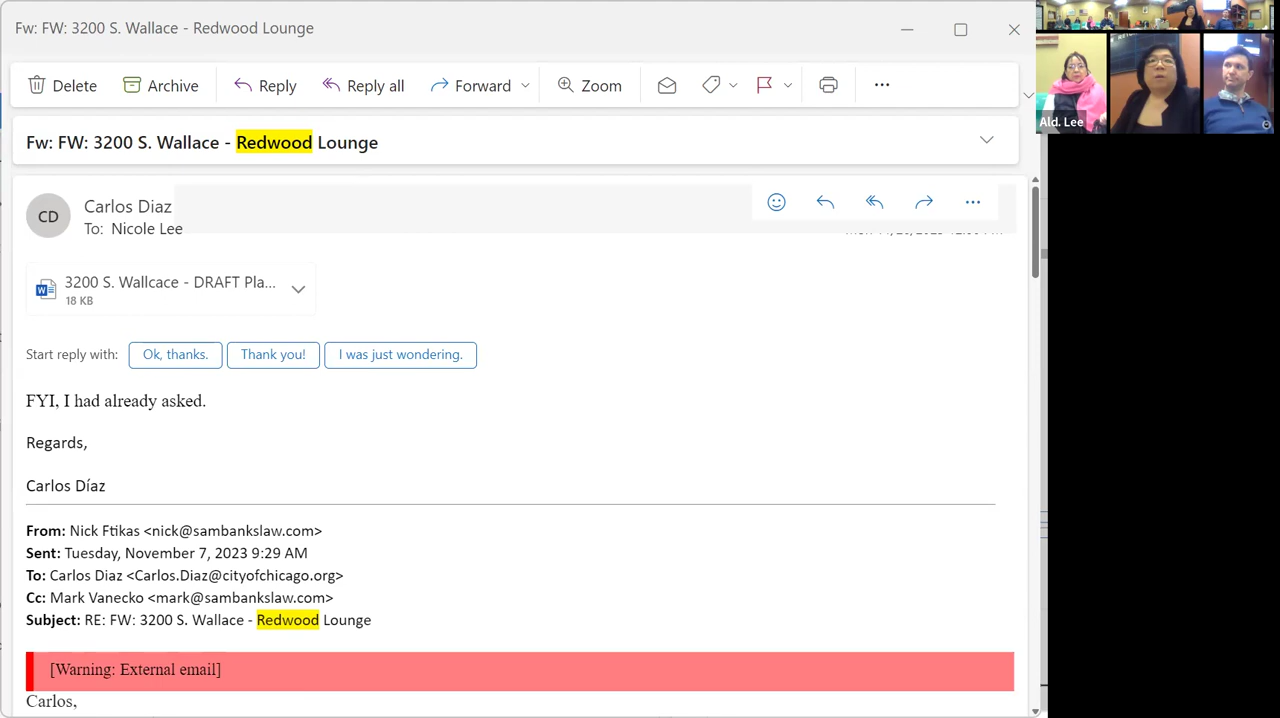 Fw: FW: 3200 S. Wallace - Redwood Lounge
Delete Archive Reply Reply all Forward Zoom
Fw: FW: 3200 S. Wallace - Redwood Lounge
Ald. Lee
CD
Carlos Diaz
To: Nicole Lee
3200 S. Wallcace - DRAFT Pla...
18 KB
Start reply with: Ok, thanks. Thank you! I was just wondering.
FYI, I had already asked.
Regards,
Carlos Díaz
From: Nick Ftikas <nick@sambankslaw.com>
Sent: Tuesday, November 7, 2023 9:29 AM
To: Carlos Diaz <Carlos.Diaz@cityofchicago.org>
Cc: Mark Vanecko <mark@sambankslaw.com>
Subject: RE: FW: 3200 S. Wallace - Redwood Lounge
[Warning: External email]
Carlos,